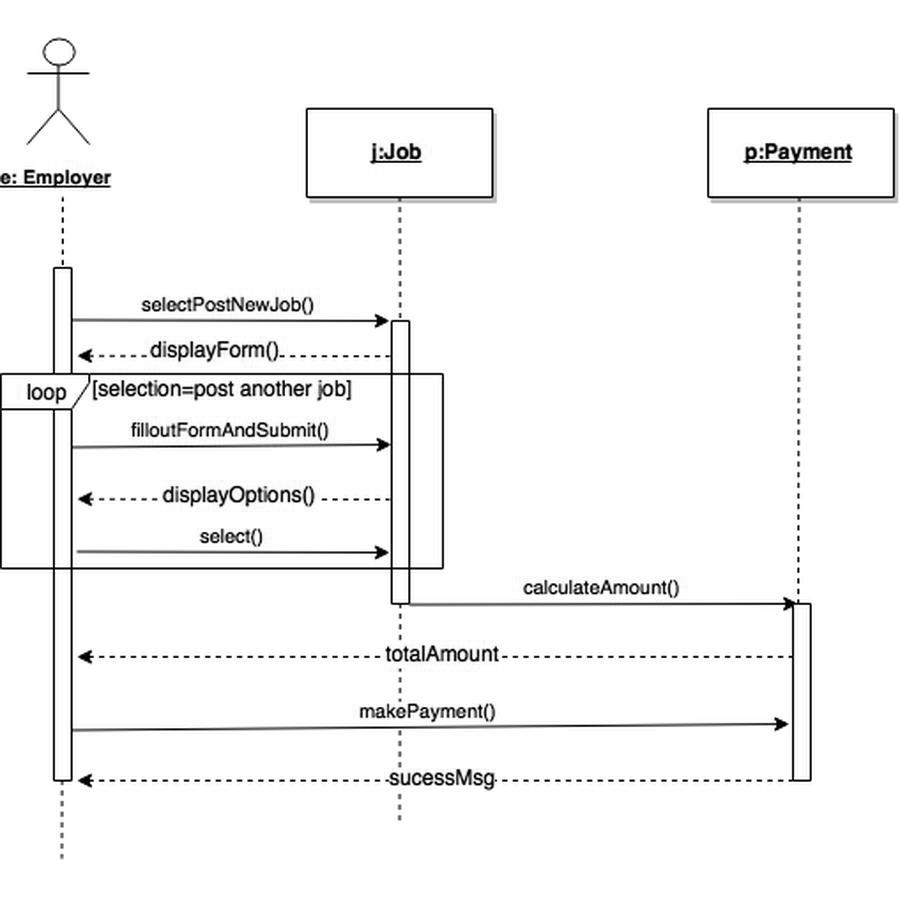 e: Employer
j:Job
p:Payment
selectPostNewJob()
displayForm()
loop
[selection=post another job]
filloutFormAndSubmit()
displayOptions()
select()
calculateAmount()
totalAmount
makePayment()
sucessMsg